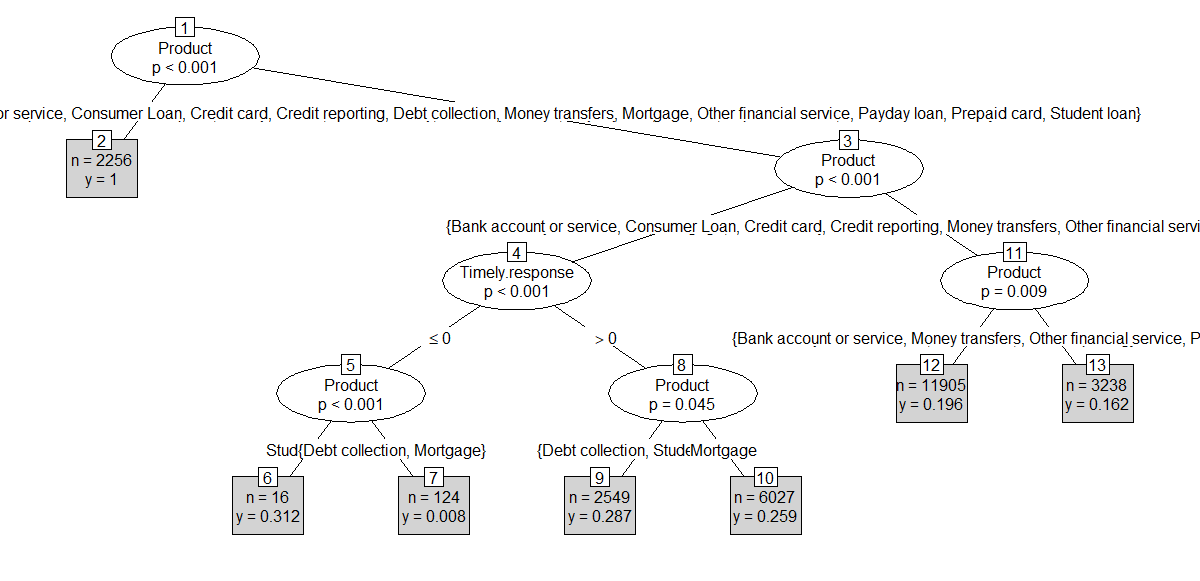 1
Product
p < 0.001
or service, Consumer Loan, Credit card, Credit reporting, Debt collection, Money transfers, Mortgage, Other financial service, Payday loan, Prepaid card, Student loan}
2
n = 2256
y = 1
3
Product
p < 0.001
{Bank account or service, Consumer Loan, Credit card, Credit reporting, Money transfers, Other financial servi
4
Timely.response
p < 0.001
11
Product
p = 0.009
≤ 0
> 0
{Bank account or service, Money transfers, Other financial service, P
5
Product
p < 0.001
8
Product
p = 0.045
12
n = 11905
y = 0.196
13
n = 3238
y = 0.162
Stud{Debt collection, Mortgage}
{Debt collection, StudeMortgage
6
n = 16
y = 0.312
7
n = 124
y = 0.008
9
n = 2549
y = 0.287
10
n = 6027
y = 0.259